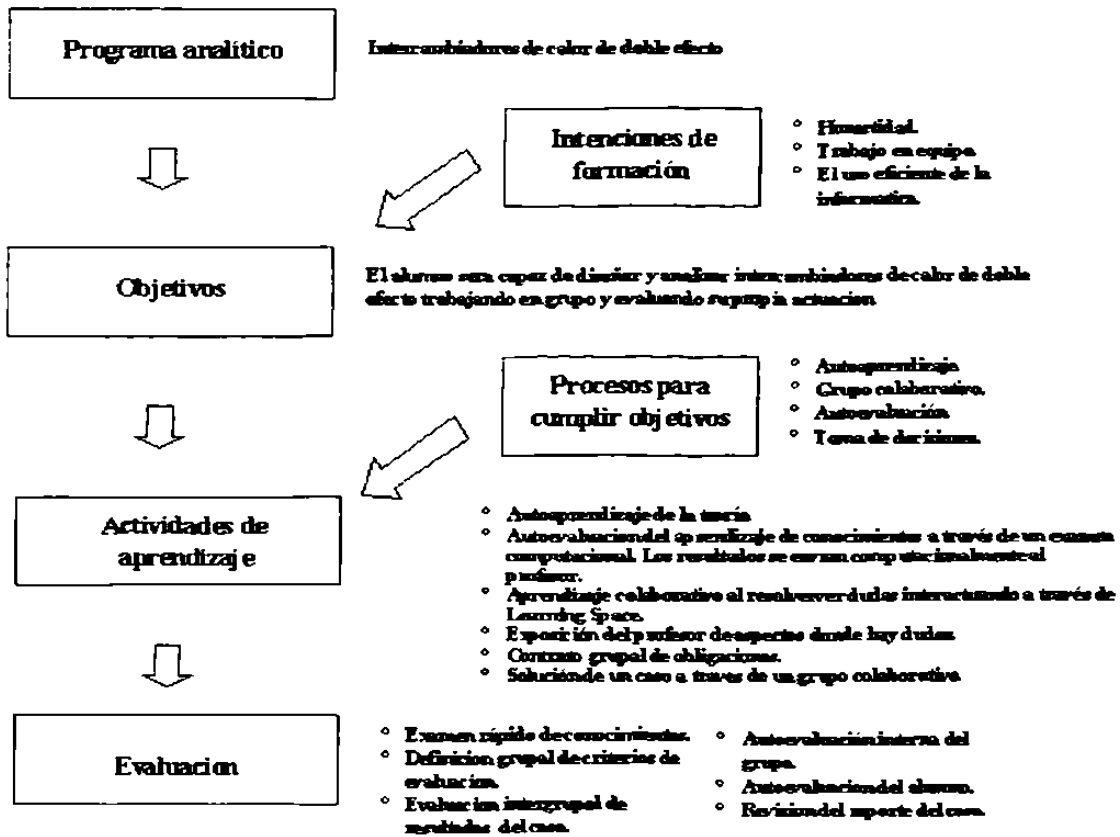 Programa analítico
Intercambiadores de calor de doble efecto
Intenciones de
formación
° Honestidad.
° Trabajo en equipo.
° El uso eficiente de la
informatica.
Objetivos
El alumno sera capaz de diseñar y analizar intercambiadores de calor de doble
efecto trabajando en grupo y evaluando su propia actuacion
Procesos para
cumplir objetivos
° Autoaprendizaje
° Grupo colaborativo.
° Autoevaluación
° Toma de decisiones.
Actividades de
aprendizaje
° Autoaprendizaje de la teoría
° Autoevaluacion del aprendizaje de conocimientos a través de un examen
computacional. Los resultados se envian computacionalmente al
profesor.
° Aprendizaje colaborativo al resolverver dudas interactuando a través de
Learning Space.
° Exposición del profesor de aspectos donde hay dudas
° Contrato grupal de obligaciones.
° Solución de un caso a traves de un grupo colaborativo
Evaluacion
° Examen rápido de conocimientos.
° Definicion grupal de criterios de
evaluacion.
° Evaluacion intergrupal de
resultados del caso.
° Autoevaluación interna del
grupo.
° Autoevaluacion del alumno.
° Revision del reporte del caso.